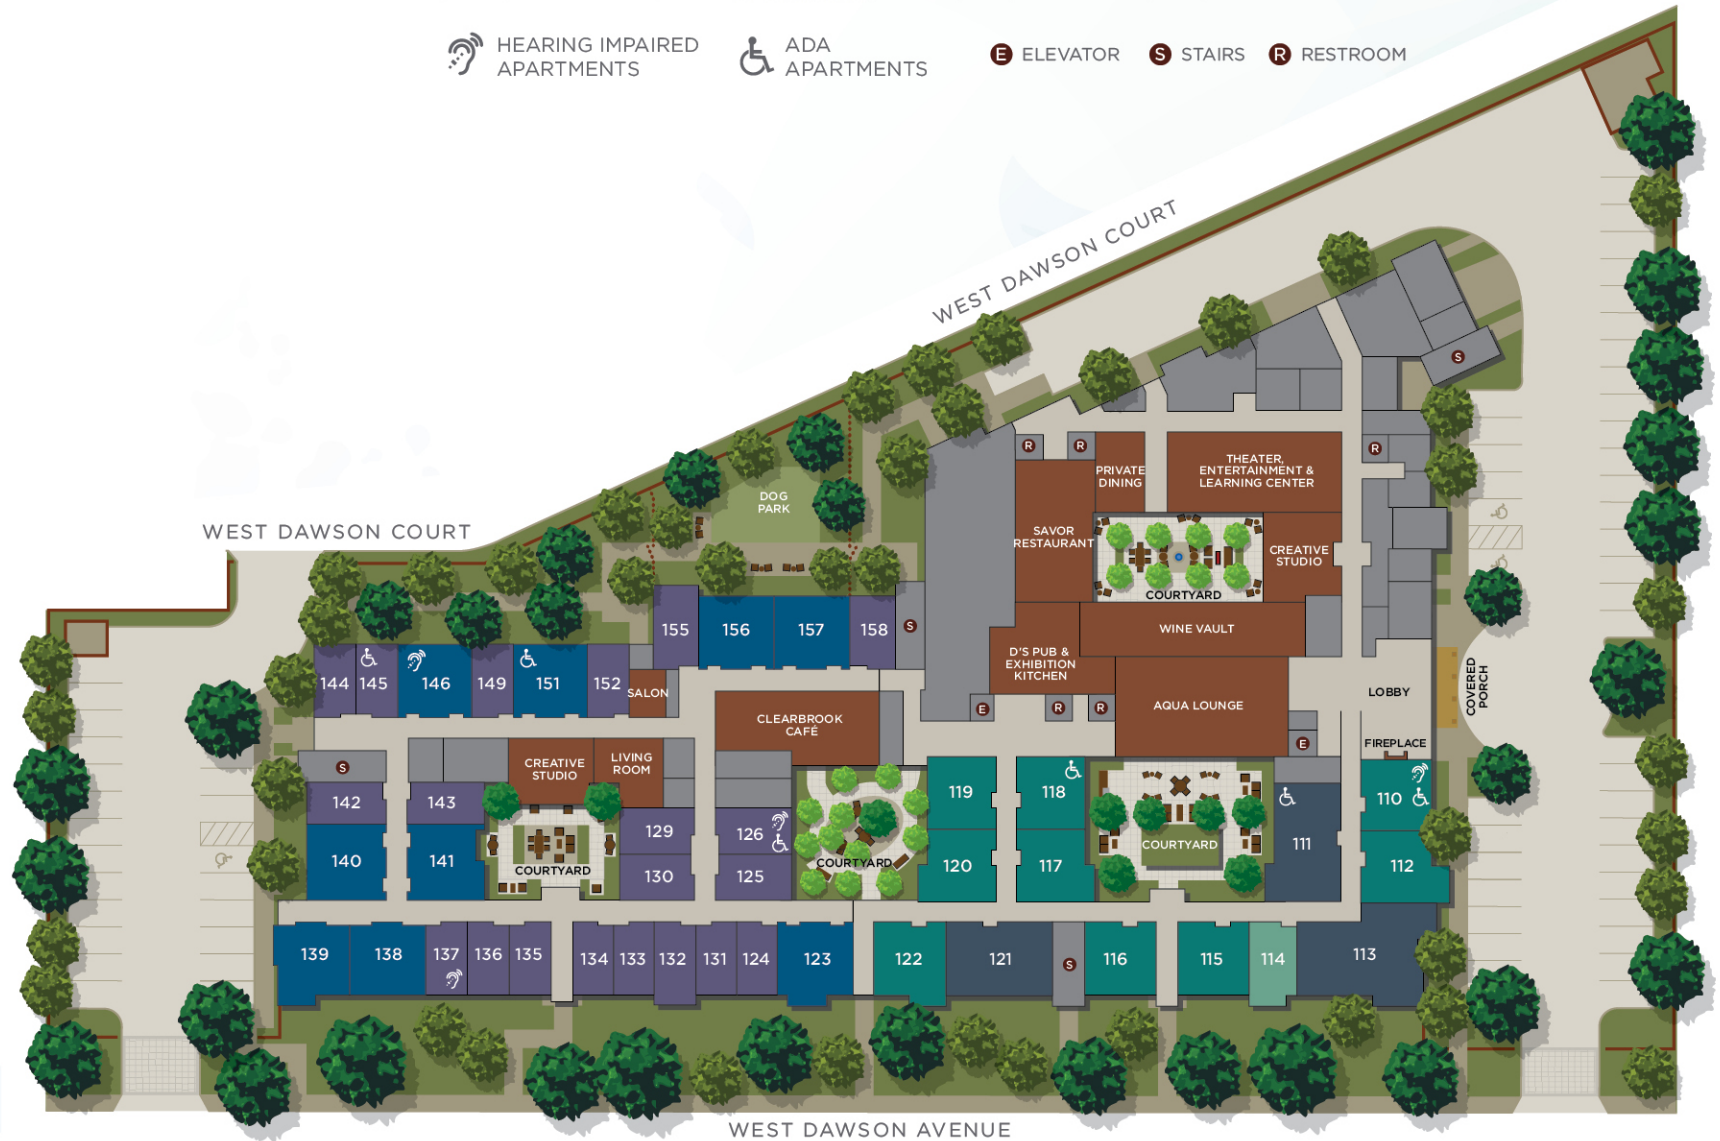 HEARING IMPAIRED
APARTMENTS
ADA
APARTMENTS
E ELEVATOR
S STAIRS
R RESTROOM
WEST DAWSON COURT
WEST DAWSON COURT
S
R
R
PRIVATE
DINING
THEATER,
ENTERTAINMENT &
LEARNING CENTER
R
DOG
PARK
SAVOR
RESTAURANT
CREATIVE
STUDIO
COURTYARD
WINE VAULT
155
156
157
158
S
D'S PUB &
EXHIBITION
KITCHEN
144
145
146
149
151
152
SALON
LOBBY
COVERED
PORCH
CLEARBROOK
CAFÉ
E
R
R
AQUA LOUNGE
E
FIREPLACE
S
CREATIVE
STUDIO
LIVING
ROOM
142
143
119
118
110
129
126
111
140
141
COURTYARD
130
125
COURTYARD
120
117
COURTYARD
112
139
138
137
136
135
134
133
132
131
124
123
122
121
S
116
115
114
113
WEST DAWSON AVENUE